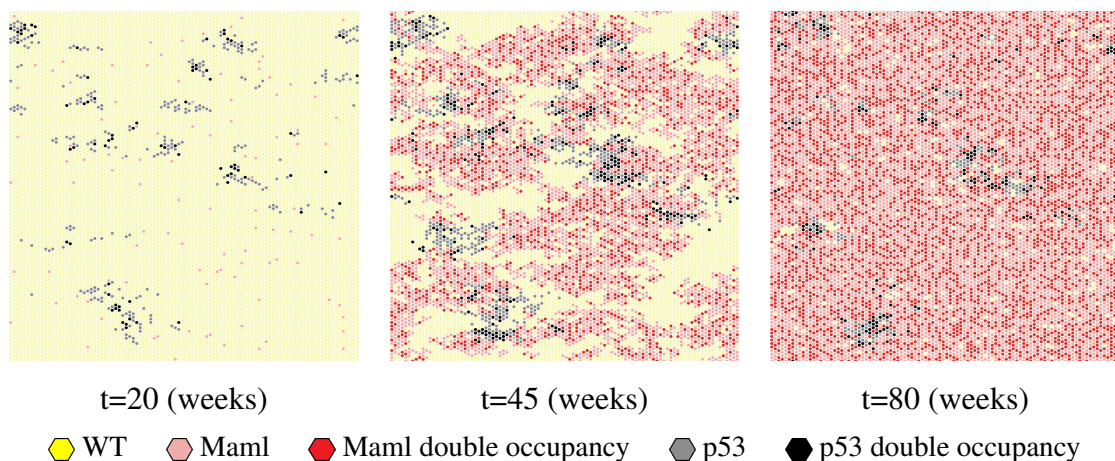 t=20 (weeks) t=45 (weeks) t=80 (weeks)
WT Maml Maml double occupancy p53 p53 double occupancy